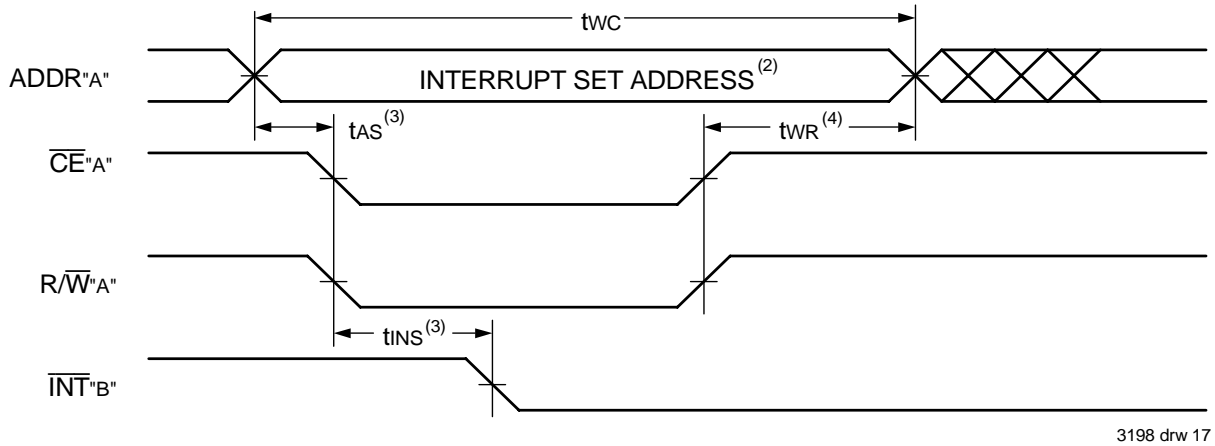 tWC
ADDR"A"
INTERRUPT SET ADDRESS(2)
tAS(3)
tWR(4)
CE"A"
R/W"A"
tINS(3)
INT"B"
3198 drw 17